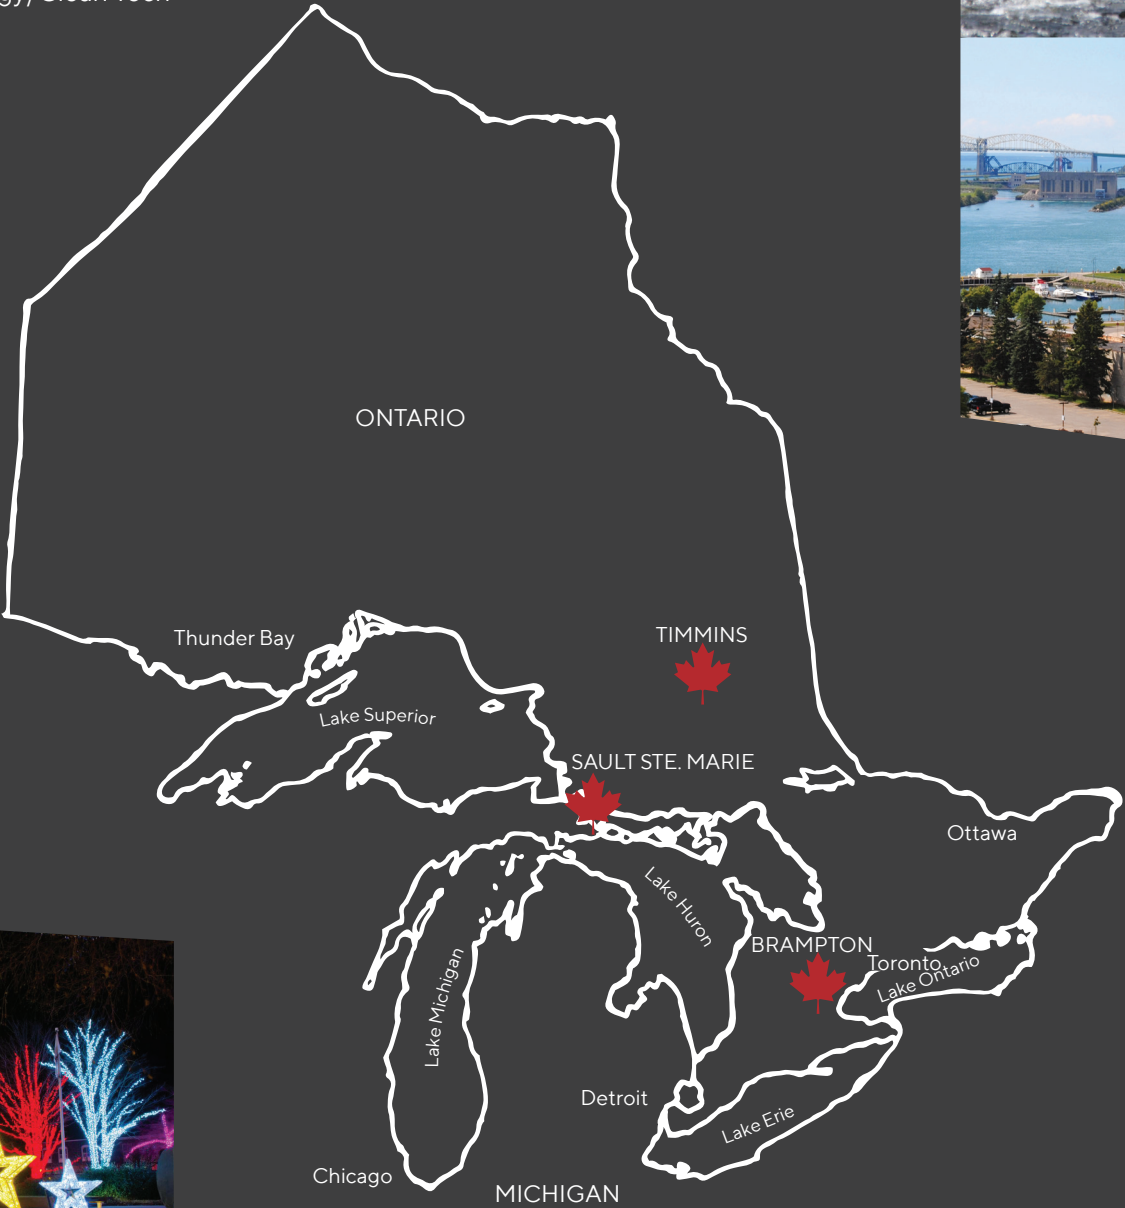 ONTARIO
TIMMINS
Thunder Bay
Lake Superior
SAULT STE. MARIE
Ottawa
Lake Huron
BRAMPTON
Toronto
Lake Ontario
Lake Michigan
Detroit
Lake Erie
Chicago
MICHIGAN